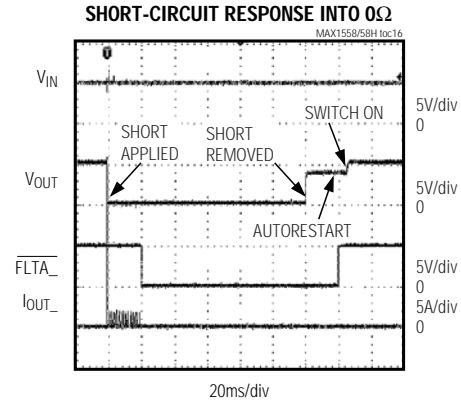 SHORT-CIRCUIT RESPONSE INTO 0Ω
MAX1558/58H toc16
VIN
5V/div
0
SWITCH ON
SHORT
APPLIED
SHORT
REMOVED
VOUT
5V/div
0
AUTORESTART
FLTA_
5V/div
0
IOUT_
5A/div
0
20ms/div